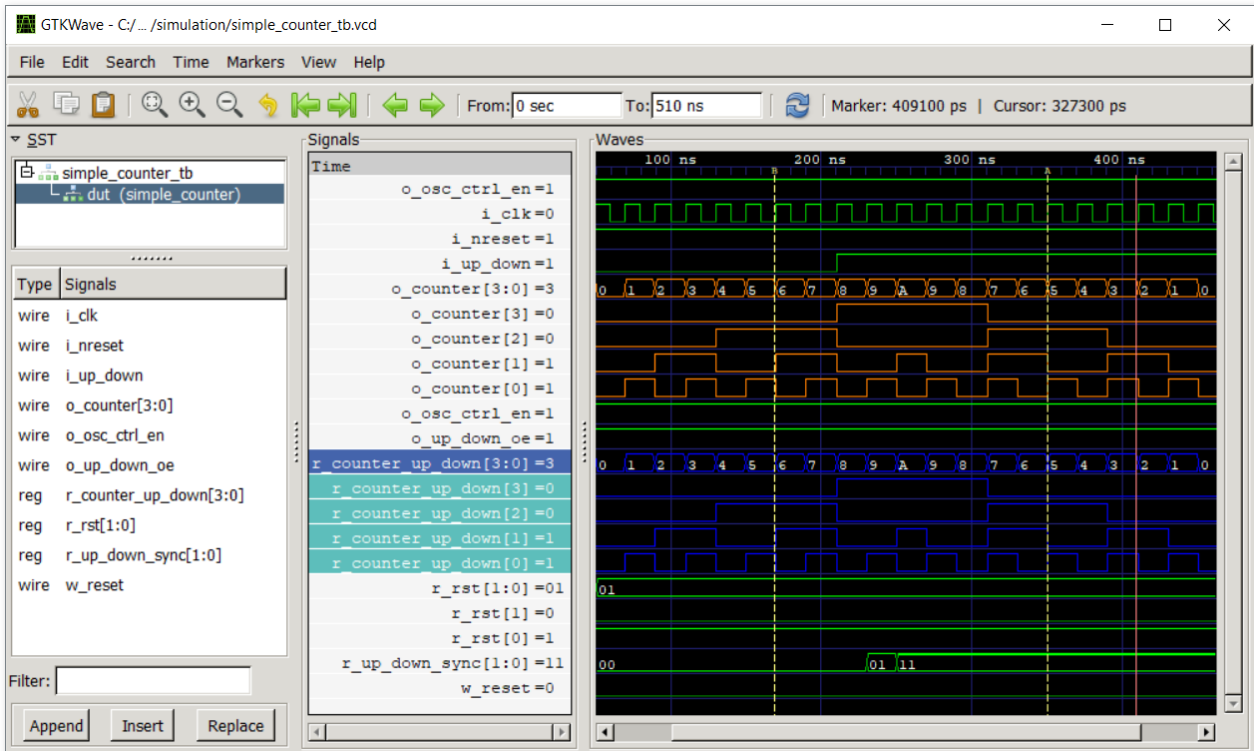 GTKWave - C:/ ... /simulation/simple_counter_tb.vcd
File Edit Search Time Markers View Help
From: 0 sec To: 510 ns Marker: 409100 ps | Cursor: 327300 ps
SST
simple_counter_tb
dut (simple_counter)
Type Signals
wire i_clk
wire i_nreset
wire i_up_down
wire o_counter[3:0]
wire o_osc_ctrl_en
wire o_up_down_oe
reg r_counter_up_down[3:0]
reg r_rst[1:0]
reg r_up_down_sync[1:0]
wire w_reset
Filter:
Append Insert Replace
Signals
Time
o_osc_ctrl_en=1
i_clk=0
i_nreset=1
i_up_down=1
o_counter[3:0]=3
o_counter[3]=0
o_counter[2]=0
o_counter[1]=1
o_counter[0]=1
o_osc_ctrl_en=1
o_up_down_oe=1
r_counter_up_down[3:0]=3
r_counter_up_down[3]=0
r_counter_up_down[2]=0
r_counter_up_down[1]=1
r_counter_up_down[0]=1
r_rst[1:0]=01
r_rst[1]=0
r_rst[0]=1
r_up_down_sync[1:0]=11
w_reset=0
Waves
100 ns 200 ns 300 ns 400 ns
B A
0 1 2 3 4 5 6 7 8 9 A 9 8 7 6 5 4 3 2 1 0
0 1 2 3 4 5 6 7 8 9 A 9 8 7 6 5 4 3 2 1 0
01
00 01 11